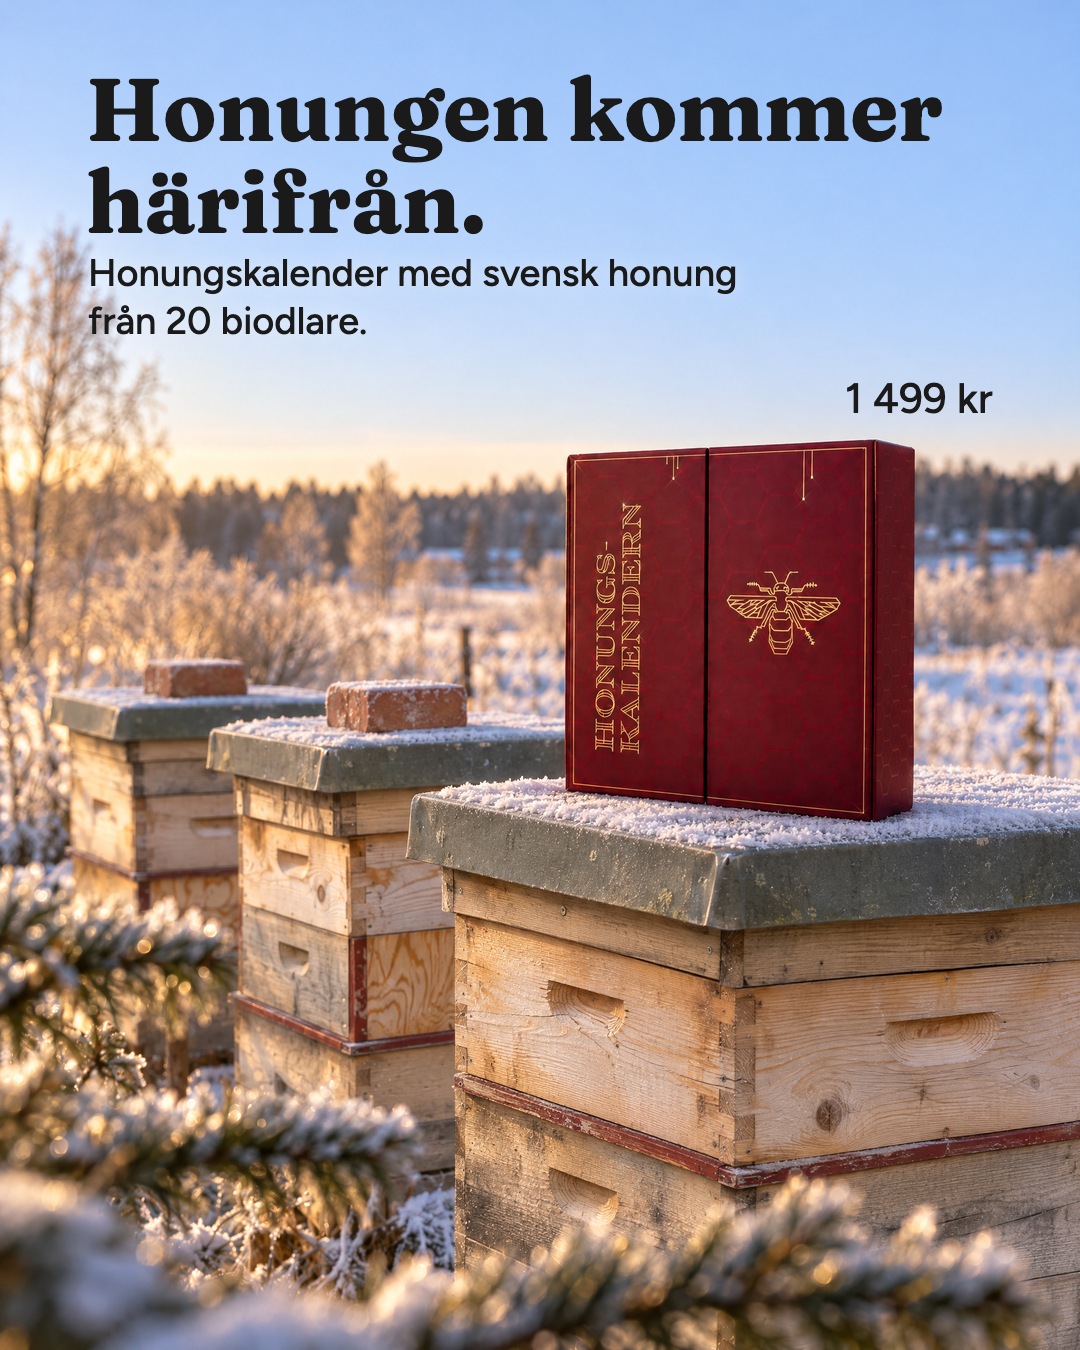 Honungen kommer
härifrån.
Honungskalender med svensk honung
från 20 biodlare.
1 499 kr
HONUNGS-
KALENDERN